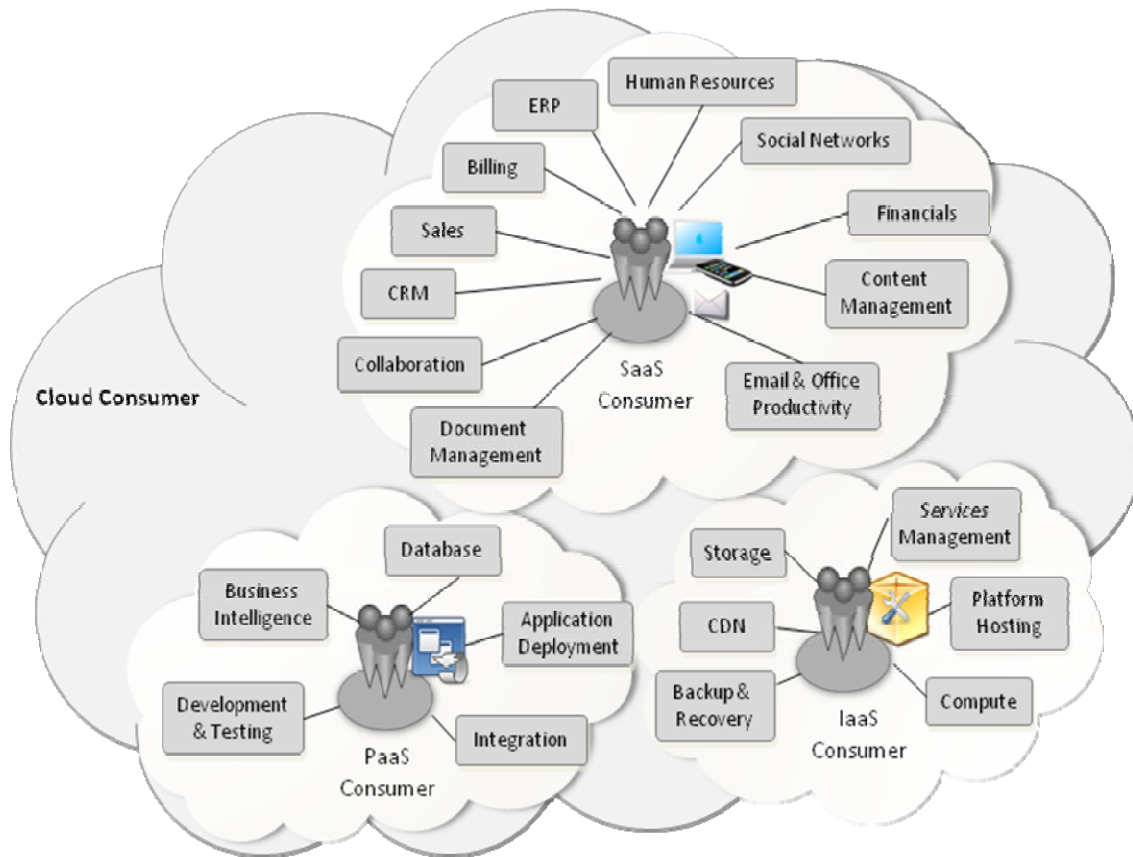 Human Resources
ERP
Social Networks
Billing
Financials
Sales
Content
Management
CRM
Collaboration
SaaS
Consumer
Email & Office
Productivity
Cloud Consumer
Document
Management
Services
Management
Storage
Database
Business
Intelligence
Application
Deployment
CDN
Platform
Hosting
Development
& Testing
Integration
Backup &
Recovery
Compute
IaaS
Consumer
PaaS
Consumer